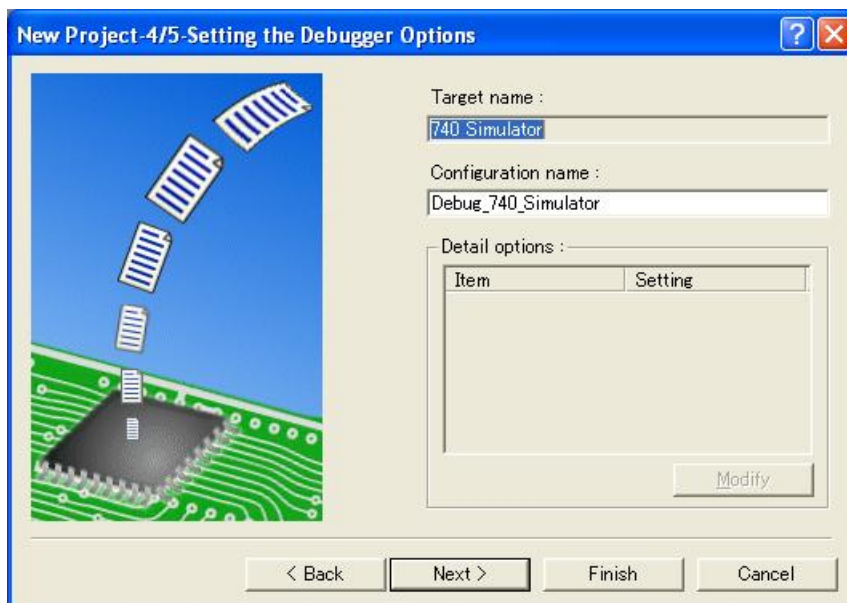 New Project-4/5-Setting the Debugger Options
Target name :
740 Simulator
Configuration name :
Debug_740_Simulator
Detail options :
Item Setting
Modify
< Back Next > Finish Cancel